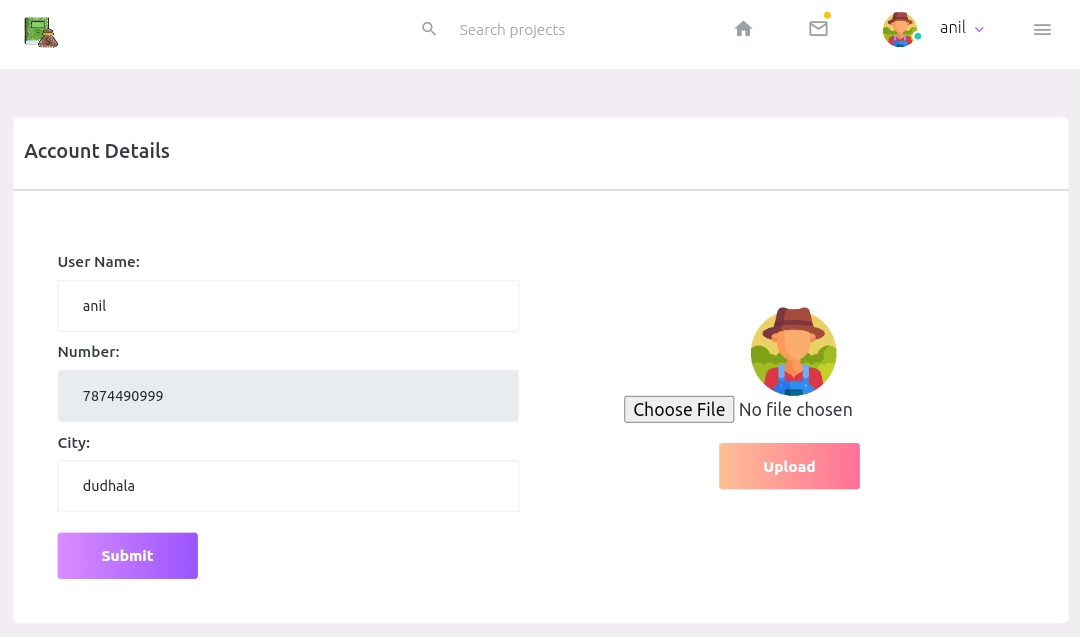 Search projects
anil
Account Details
User Name:
anil
Number:
7874490999
City:
dudhala
Submit
Choose File No file chosen
Upload